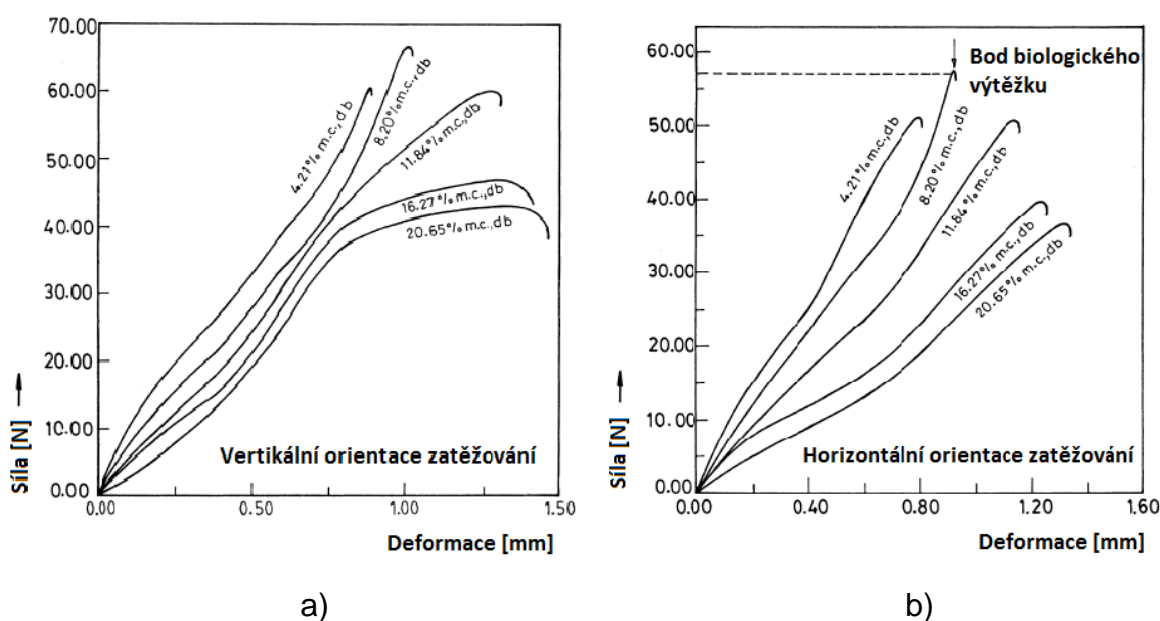 70.00
60.00
50.00
40.00
30.00
20.00
10.00
0.00
Síla [N]
4.21% m.c., db
8.20% m.c., db
11.84% m.c., db
16.27% m.c., db
20.65% m.c., db
Vertikální orientace zatěžování
0.00
0.50
1.00
1.50
Deformace [mm]
a)
60.00
50.00
40.00
30.00
20.00
10.00
0.00
Síla [N]
Bod biologického
výtěžku
4.21% m.c., db
8.20% m.c., db
11.84% m.c., db
16.27% m.c., db
20.65% m.c., db
Horizontální orientace zatěžování
0.00
0.40
0.80
1.20
1.60
Deformace [mm]
b)